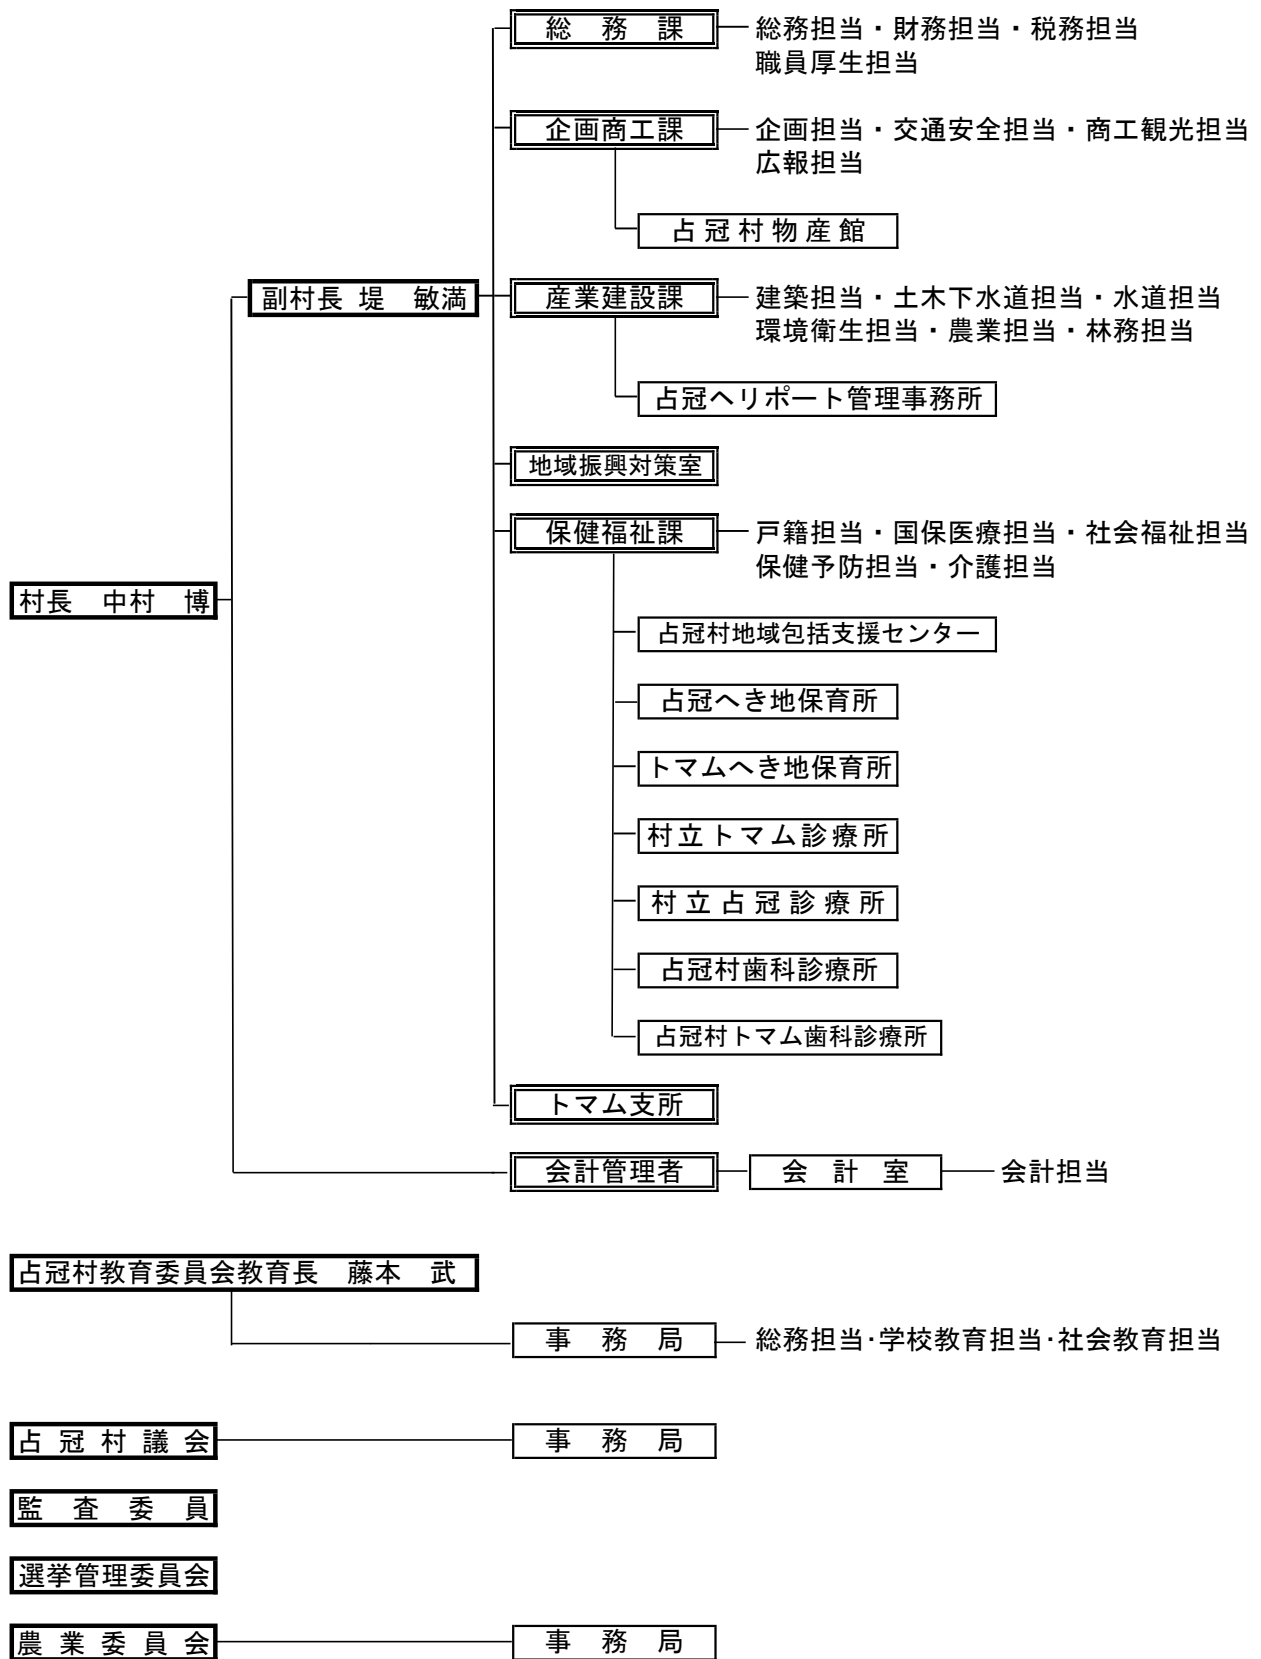 総　務　課
総務担当・財務担当・税務担当
職員厚生担当
企画商工課
企画担当・交通安全担当・商工観光担当
広報担当
占冠村物産館
副村長 堤　敏満
産業建設課
建築担当・土木下水道担当・水道担当
環境衛生担当・農業担当・林務担当
占冠ヘリポート管理事務所
地域振興対策室
保健福祉課
戸籍担当・国保医療担当・社会福祉担当
保健予防担当・介護担当
村長　中村　博
占冠村地域包括支援センター
占冠へき地保育所
トマムへき地保育所
村立トマム診療所
村立占冠診療所
占冠村歯科診療所
占冠村トマム歯科診療所
トマム支所
会計管理者
会　計　室
会計担当
占冠村教育委員会教育長　藤本　武
事　務　局
総務担当・学校教育担当・社会教育担当
占冠村議会
事　務　局
監　査　委　員
選挙管理委員会
農業委員会
事　務　局